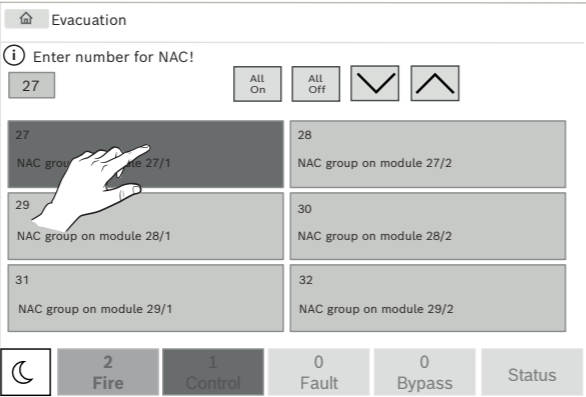 Evacuation
i Enter number for NAC!
27
All On
All Off
27
NAC group on module 27/1
28
NAC group on module 27/2
29
NAC group on module 28/1
30
NAC group on module 28/2
31
NAC group on module 29/1
32
NAC group on module 29/2
2
Fire
1
Control
0
Fault
0
Bypass
Status